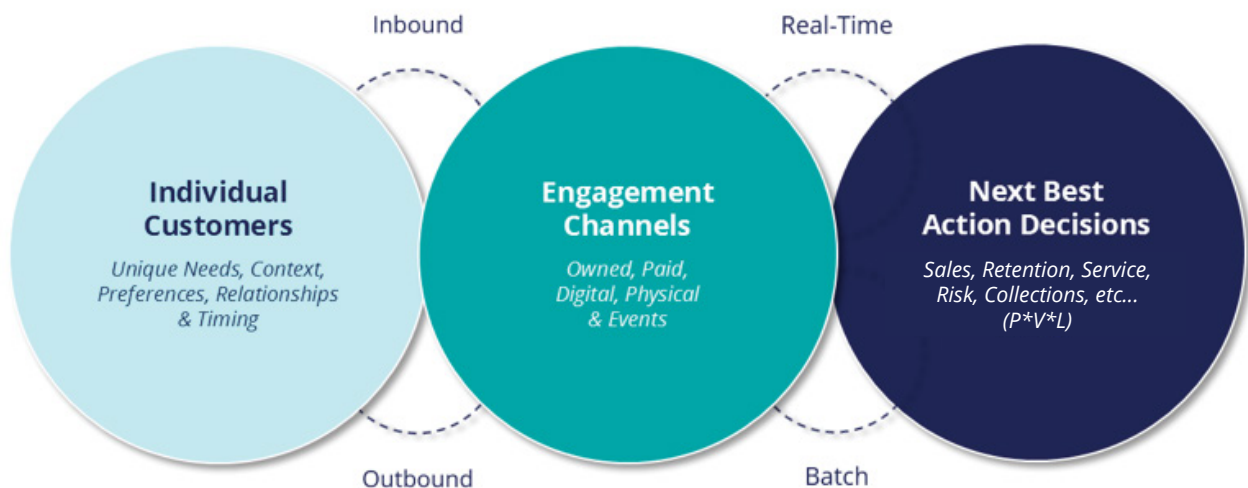 Inbound
Real-Time
Individual
Customers
Unique Needs, Context,
Preferences, Relationships
& Timing
Engagement
Channels
Owned, Paid,
Digital, Physical
& Events
Next Best
Action Decisions
Sales, Retention, Service,
Risk, Collections, etc...
(P*V*L)
Outbound
Batch